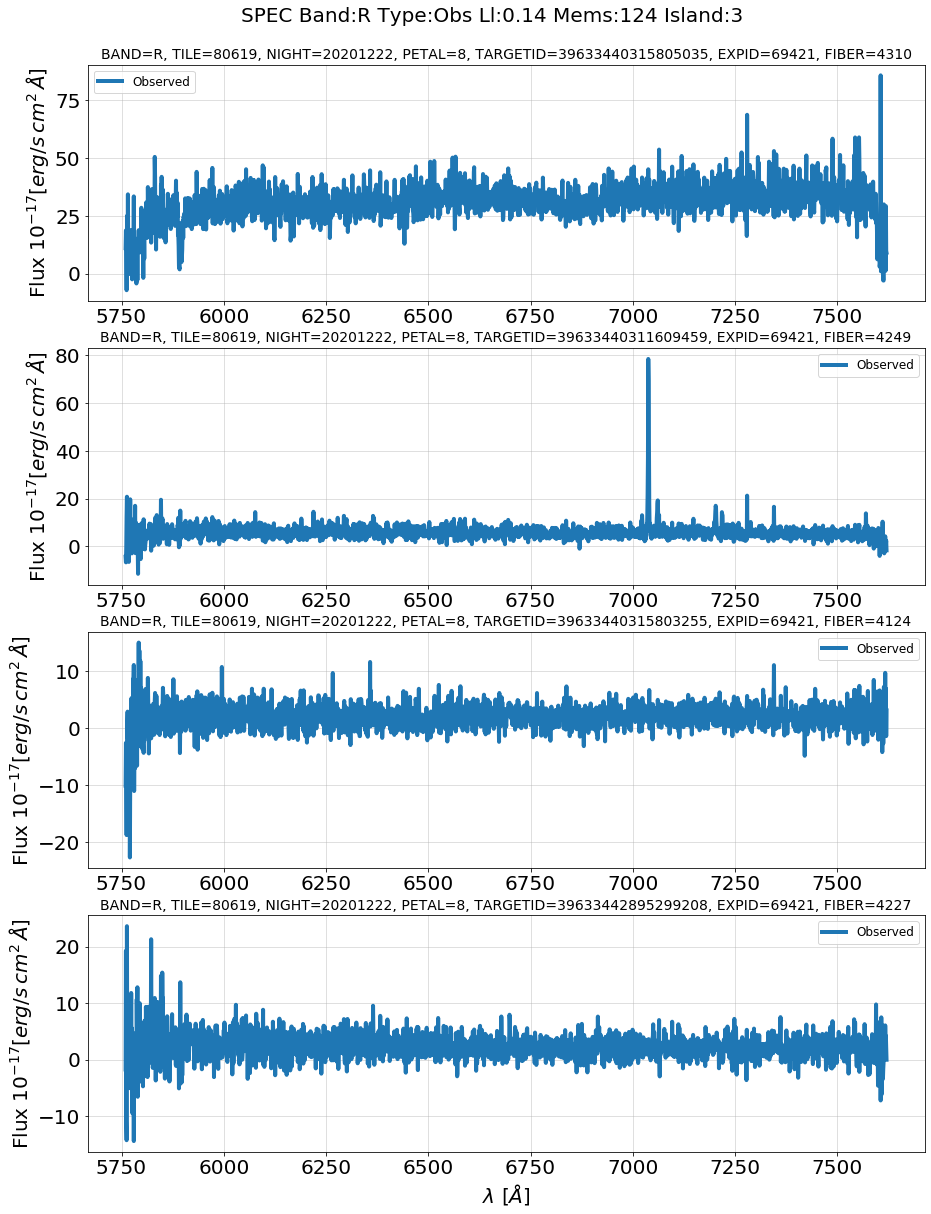 SPEC Band:R Type:Obs Ll:0.14 Mems:124 Island:3
BAND=R, TILE=80619, NIGHT=20201222, PETAL=8, TARGETID=39633440315805035, EXPID=69421, FIBER=4310
Observed
Flux 10^{-17}[erg/s cm^2 Å]
75
50
25
0
5750 6000 6250 6500 6750 7000 7250 7500
BAND=R, TILE=80619, NIGHT=20201222, PETAL=8, TARGETID=39633440311609459, EXPID=69421, FIBER=4249
Observed
Flux 10^{-17}[erg/s cm^2 Å]
80
60
40
20
0
5750 6000 6250 6500 6750 7000 7250 7500
BAND=R, TILE=80619, NIGHT=20201222, PETAL=8, TARGETID=39633440315803255, EXPID=69421, FIBER=4124
Observed
Flux 10^{-17}[erg/s cm^2 Å]
10
0
−10
−20
5750 6000 6250 6500 6750 7000 7250 7500
BAND=R, TILE=80619, NIGHT=20201222, PETAL=8, TARGETID=39633442895299208, EXPID=69421, FIBER=4227
Observed
Flux 10^{-17}[erg/s cm^2 Å]
20
10
0
−10
5750 6000 6250 6500 6750 7000 7250 7500
λ [Å]